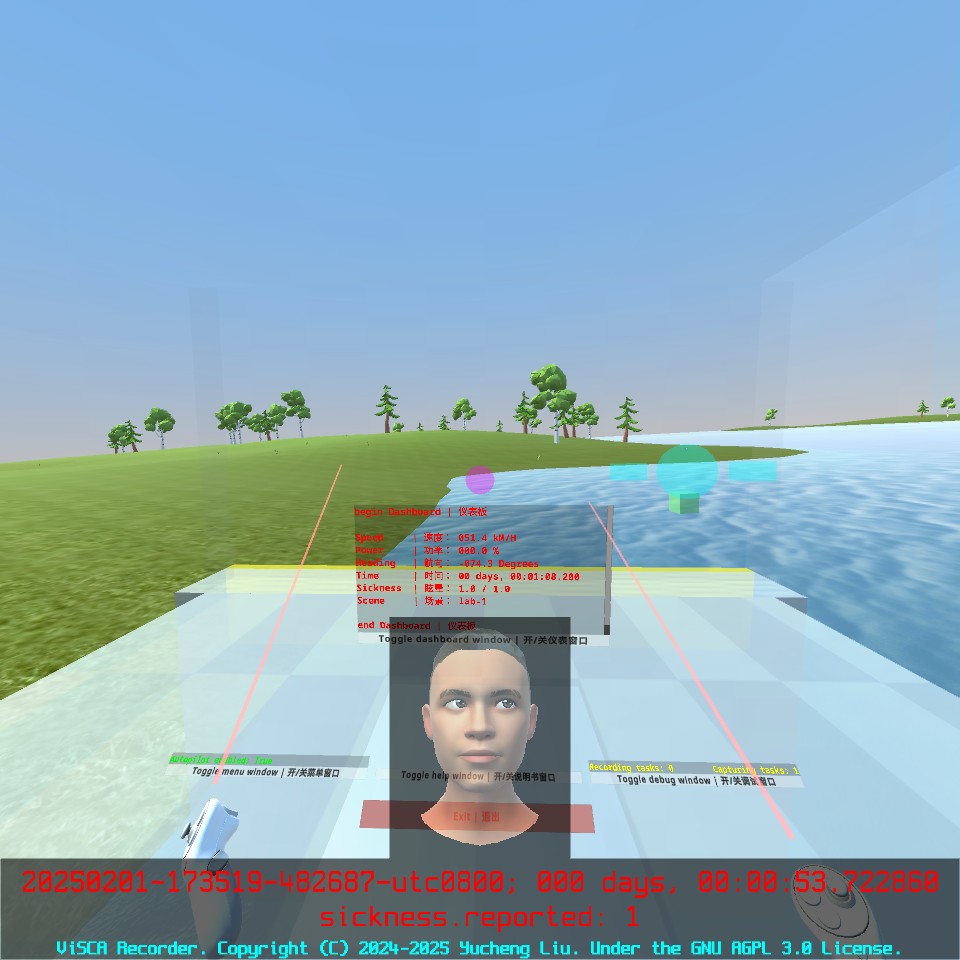 begin Dashboard | 仪表板
Speed | 速度： 051.4 kM/H
Power | 功率： 000.0 %
Heading | 航向： -074.3 Degrees
Time | 时间： 00 days, 00:01:08.200
Sickness | 眩晕： 1.0 / 1.0
Scene | 场景： lab-1
end Dashboard | 仪表板
Toggle dashboard window | 开/关仪表窗口
Autopilot enabled: True
Toggle menu window | 开/关菜单窗口
Toggle help window | 开/关说明书窗口
Recording tasks: 0 Capturing tasks: 1
Toggle debug window | 开/关调试窗口
Exit | 退出
20250201-173519-482687-utc0800; 000 days, 00:00:53.722860
sickness.reported: 1
ViSCA Recorder. Copyright (C) 2024-2025 Yucheng Liu. Under the GNU AGPL 3.0 License.